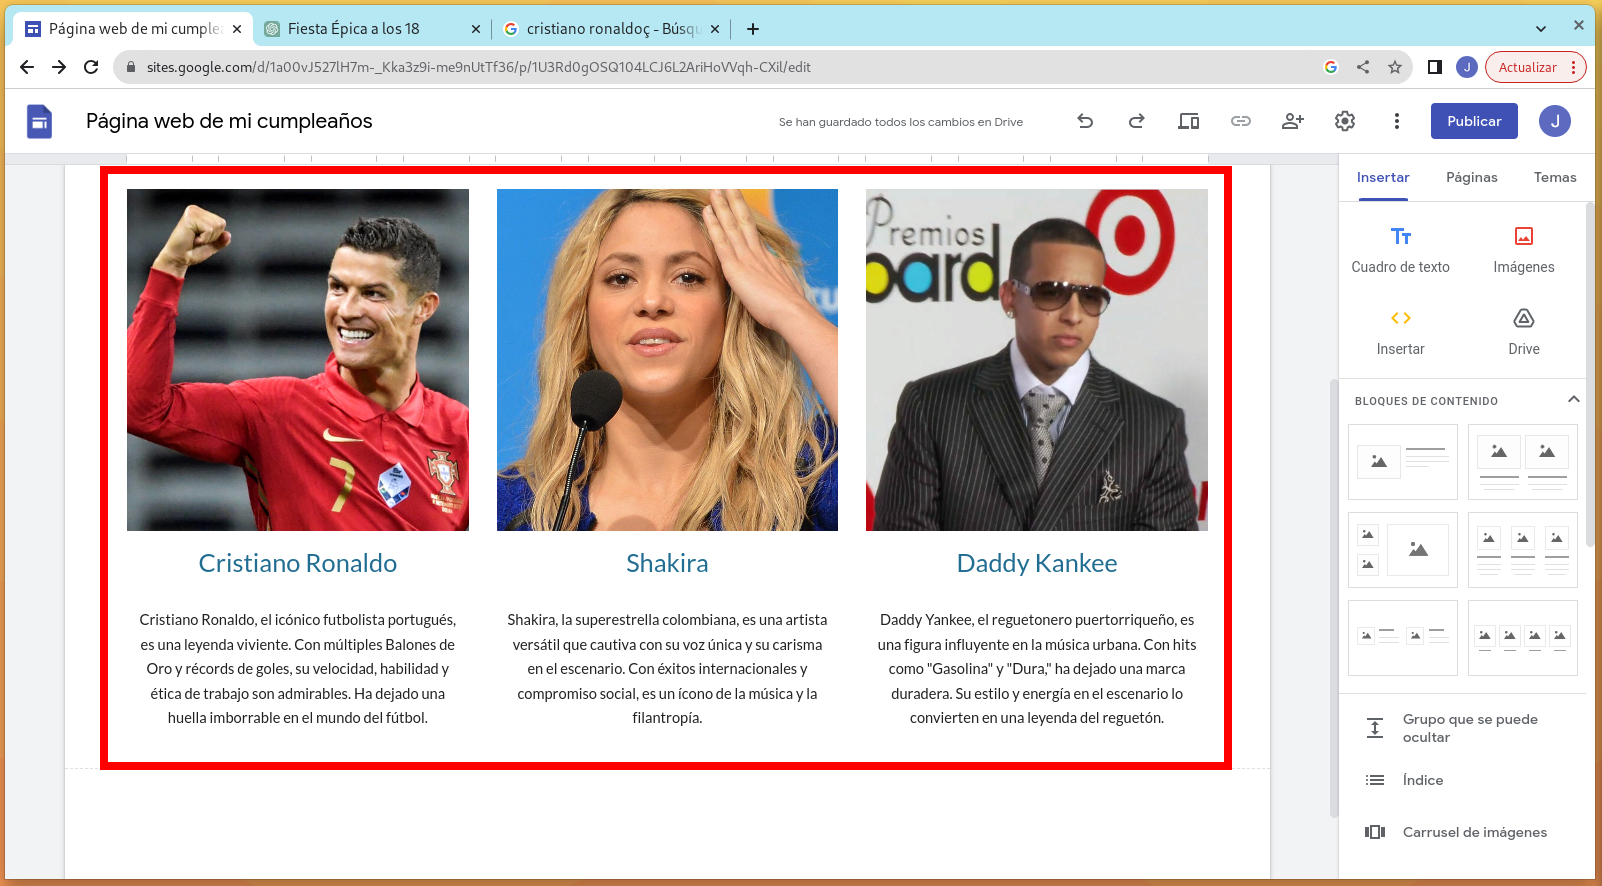 Página web de mi cumplea
Fiesta Épica a los 18
cristiano ronaldoç - Búsqu
sites.google.com/d/1a00vJ527lH7m-_Kka3z9i-me9nUtTf36/p/1U3Rd0gOSQ104LCJ6L2AriHoVVqh-CXil/edit
J
Actualizar
Página web de mi cumpleaños
Se han guardado todos los cambios en Drive
Publicar
J
Insertar
Páginas
Temas
Cuadro de texto
Imágenes
Insertar
Drive
BLOQUES DE CONTENIDO
Grupo que se puede
ocultar
Índice
Carrusel de imágenes
7
Premios
oard
Cristiano Ronaldo
Cristiano Ronaldo, el icónico futbolista portugués,
es una leyenda viviente. Con múltiples Balones de
Oro y récords de goles, su velocidad, habilidad y
ética de trabajo son admirables. Ha dejado una
huella imborrable en el mundo del fútbol.
Shakira
Shakira, la superestrella colombiana, es una artista
versátil que cautiva con su voz única y su carisma
en el escenario. Con éxitos internacionales y
compromiso social, es un ícono de la música y la
filantropía.
Daddy Kankee
Daddy Yankee, el reguetonero puertorriqueño, es
una figura influyente en la música urbana. Con hits
como "Gasolina" y "Dura," ha dejado una marca
duradera. Su estilo y energía en el escenario lo
convierten en una leyenda del reguetón.